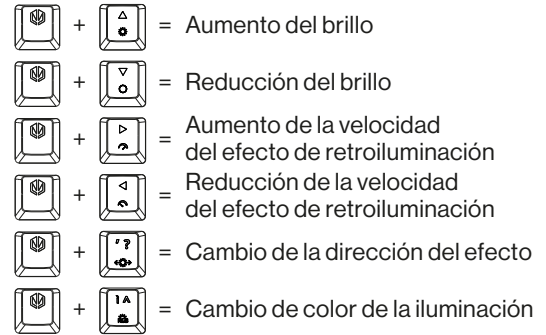 + = Aumento del brillo
+ = Reducción del brillo
+ = Aumento de la velocidad
del efecto de retroiluminación
+ = Reducción de la velocidad
del efecto de retroiluminación
+ ' ? = Cambio de la dirección del efecto
+ ] A = Cambio de color de la iluminación